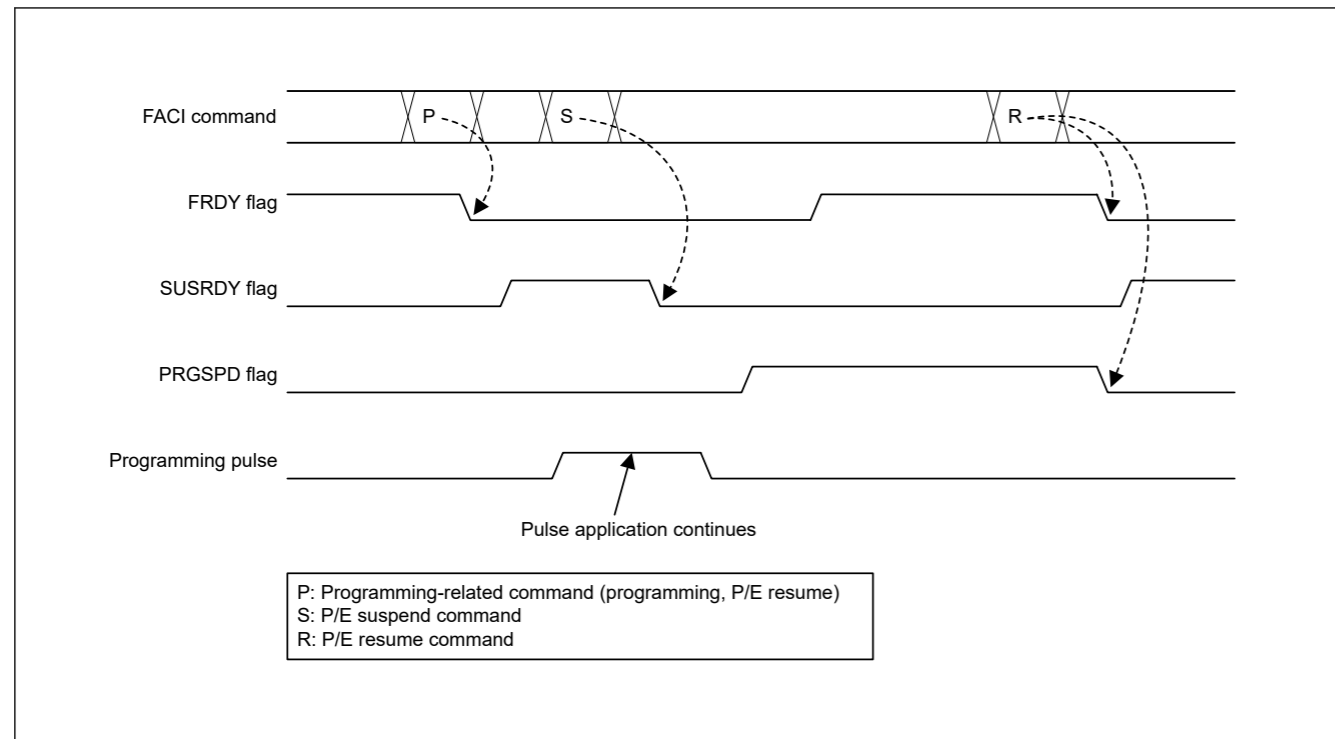 FACI command
P
S
R
FRDY flag
SUSRDY flag
PRGSPD flag
Programming pulse
Pulse application continues
P: Programming-related command (programming, P/E resume)
S: P/E suspend command
R: P/E resume command